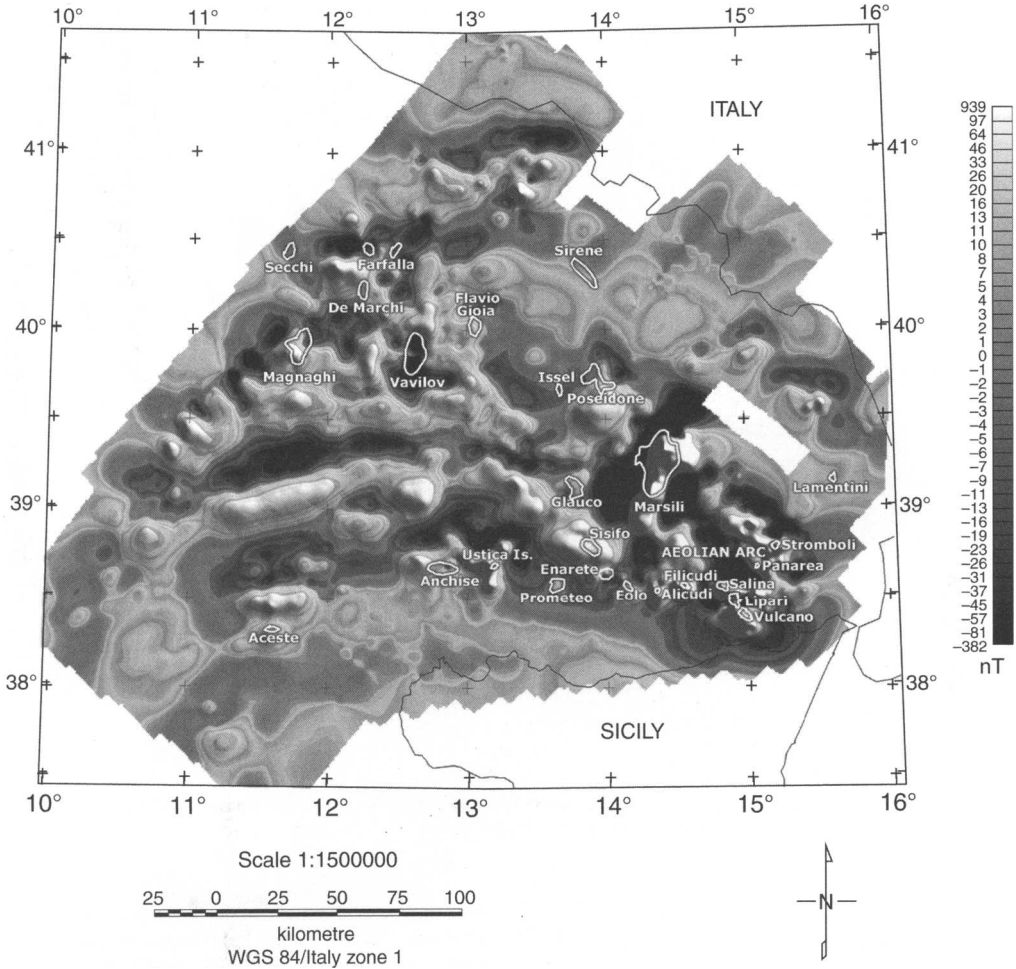 10° 11° 12° 13° 14° 15° 16°
ITALY
939
97
64
46
33
26
20
16
13
11
10
8
7
5
4
3
2
1
0
−1
−2
−2
−3
−4
−5
−6
−7
−9
−11
−13
−16
−19
−23
−26
−31
−37
−45
−57
−81
−382
nT
41° 41°
Secchi
Farfalla
Sirene
De Marchi
Flavio
Gioia
40° 40°
Magnaghi
Vavilov
Issel
Poseidone
39° 39°
Glauco
Marsili
Lamentini
Sisifo
Ustica Is.
AEOLIAN ARC
Stromboli
Panarea
Anchise
Enarete
Prometeo
Eolo
Filicudi
Alicudi
Salina
Lipari
Vulcano
Aceste
38° 38°
SICILY
10° 11° 12° 13° 14° 15° 16°
Scale 1:1500000
25 0 25 50 75 100
kilometre
WGS 84/Italy zone 1
N